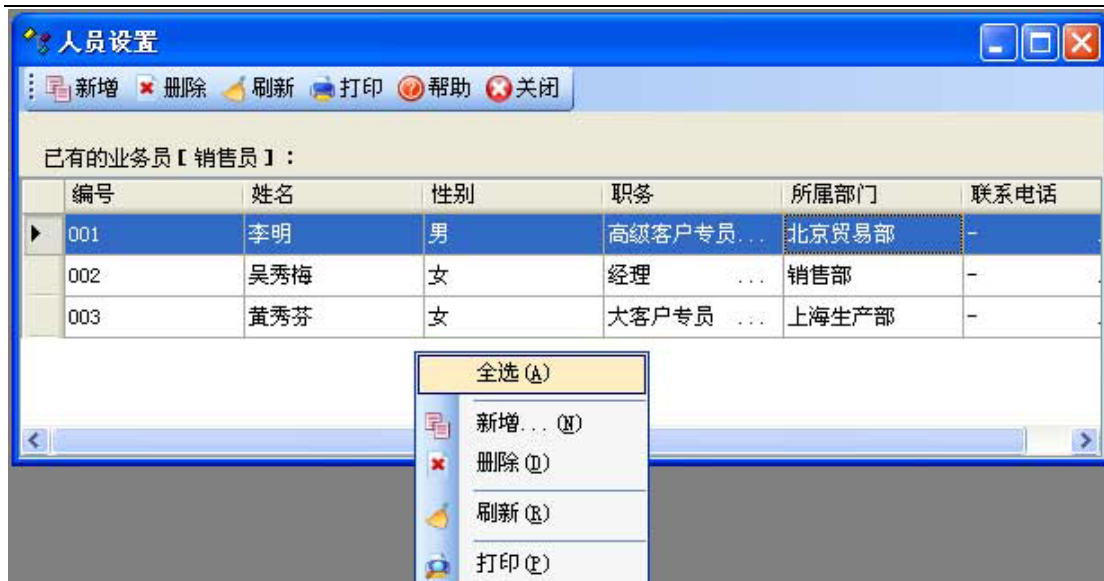 人员设置
新增 删除 刷新 打印 帮助 关闭
已有的业务员[销售员]:
编号 姓名 性别 职务 所属部门 联系电话
001 李明 男 高级客户专员... 北京贸易部 -
002 吴秀梅 女 经理 ... 销售部 -
003 黄秀芬 女 大客户专员 ... 上海生产部 -
全选(A)
新增...(N)
删除(D)
刷新(R)
打印(P)